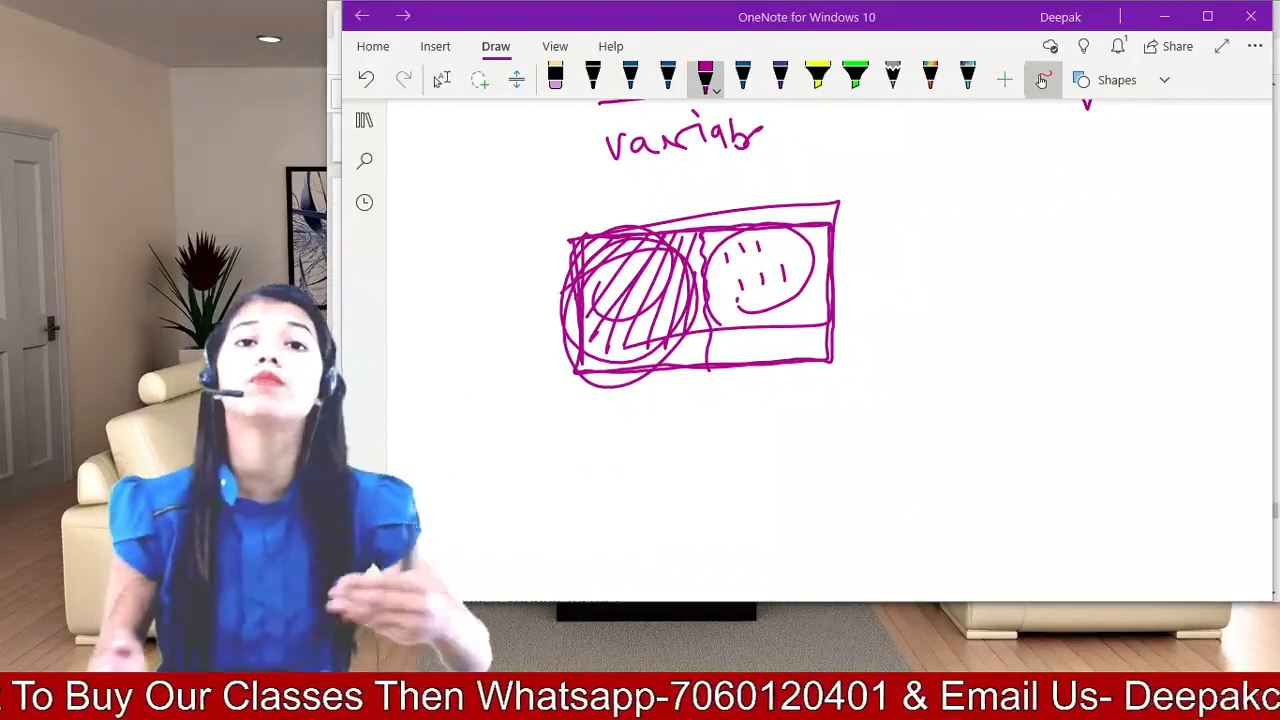 OneNote for Windows 10
Deepak
Home Insert Draw View Help
Share
Shapes
To Buy Our Classes Then Whatsapp-7060120401 & Email Us- Deepakc